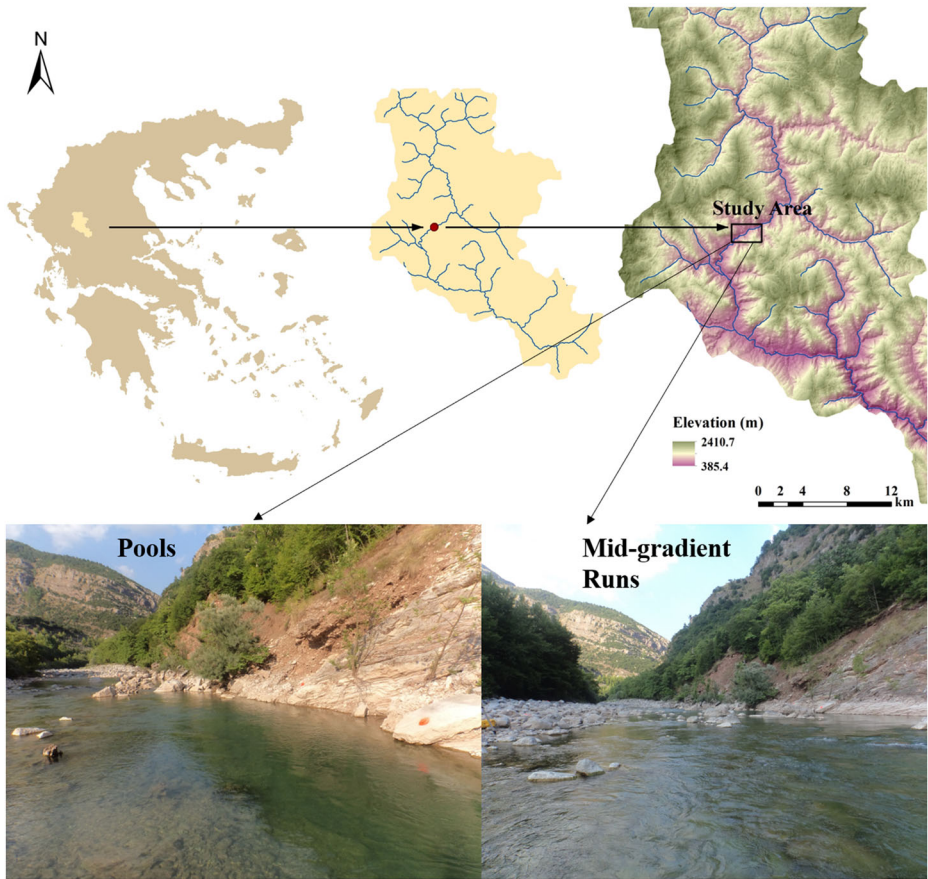 N
Study Area
Elevation (m)
2410.7
385.4
0 2 4 8 12
km
Pools
Mid-gradient
Runs